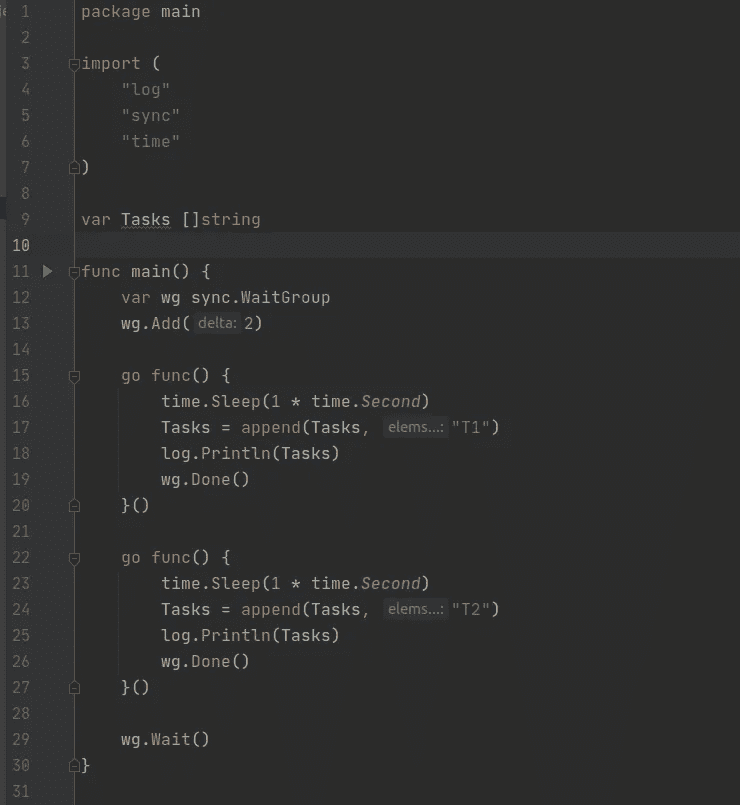 1 package main
2
3 import (
4 "log"
5 "sync"
6 "time"
7 )
8
9 var Tasks []string
10
11 func main() {
12 var wg sync.WaitGroup
13 wg.Add( delta: 2)
14
15 go func() {
16 time.Sleep(1 * time.Second)
17 Tasks = append(Tasks, elems...: "T1")
18 log.Println(Tasks)
19 wg.Done()
20 }()
21
22 go func() {
23 time.Sleep(1 * time.Second)
24 Tasks = append(Tasks, elems...: "T2")
25 log.Println(Tasks)
26 wg.Done()
27 }()
28
29 wg.Wait()
30 }
31